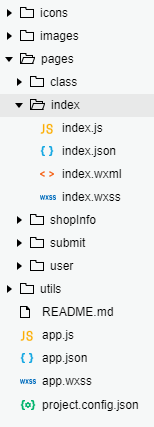 icons
images
pages
class
index
JS index.js
{ } index.json
< > index.wxml
wxss index.wxss
shopInfo
submit
user
utils
README.md
JS app.js
{ } app.json
wxss app.wxss
{o} project.config.json